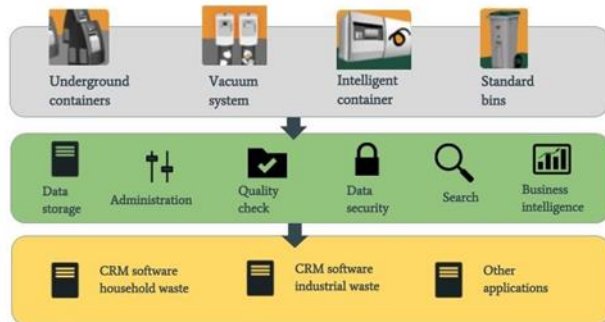 Underground
containers
Vacuum
system
Intelligent
container
Standard
bins
Data
storage
Administration
Quality
check
Data
security
Search
Business
intelligence
CRM software
household waste
CRM software
industrial waste
Other
applications